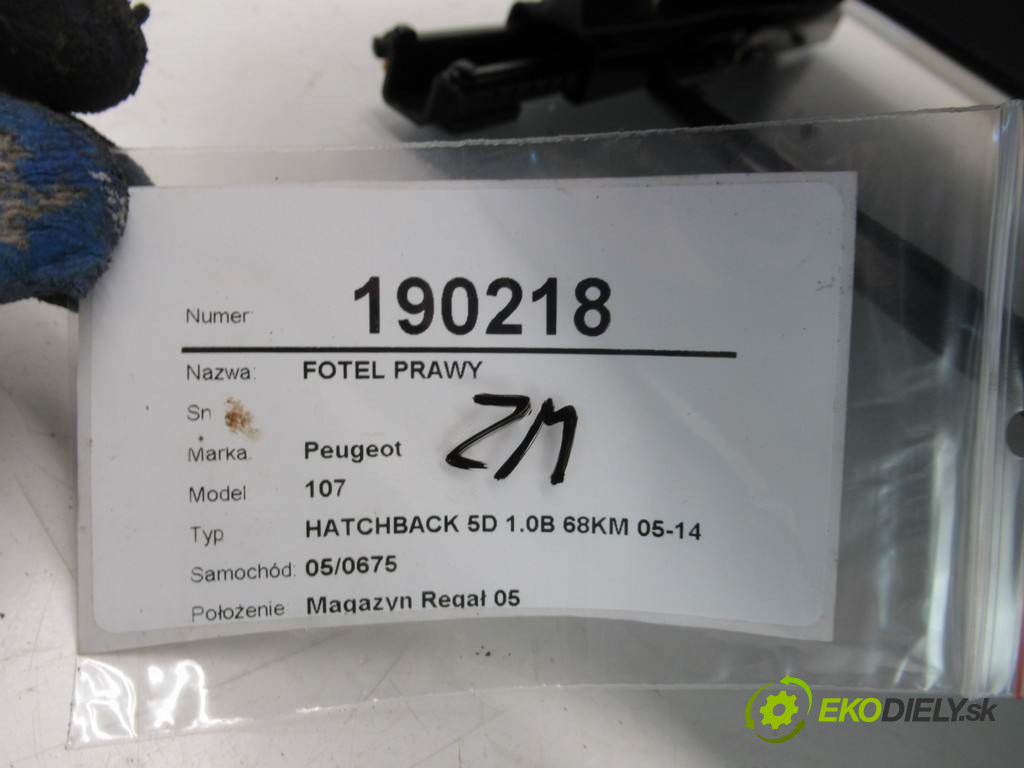 Numer 190218
Nazwa: FOTEL PRAWY
Sn
ZM
Marka Peugeot
Model 107
Typ HATCHBACK 5D 1.0B 68KM 05-14
Samochód: 05/0675
Położenie Magazyn Regał 05
EKODIELY.sk